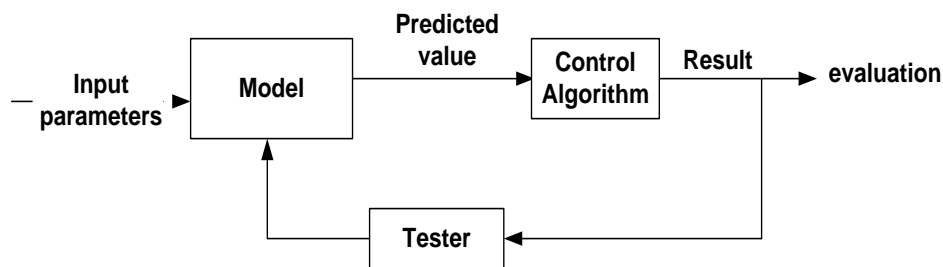 Input
parameters
Model
Predicted
value
Control
Algorithm
Result
evaluation
Tester